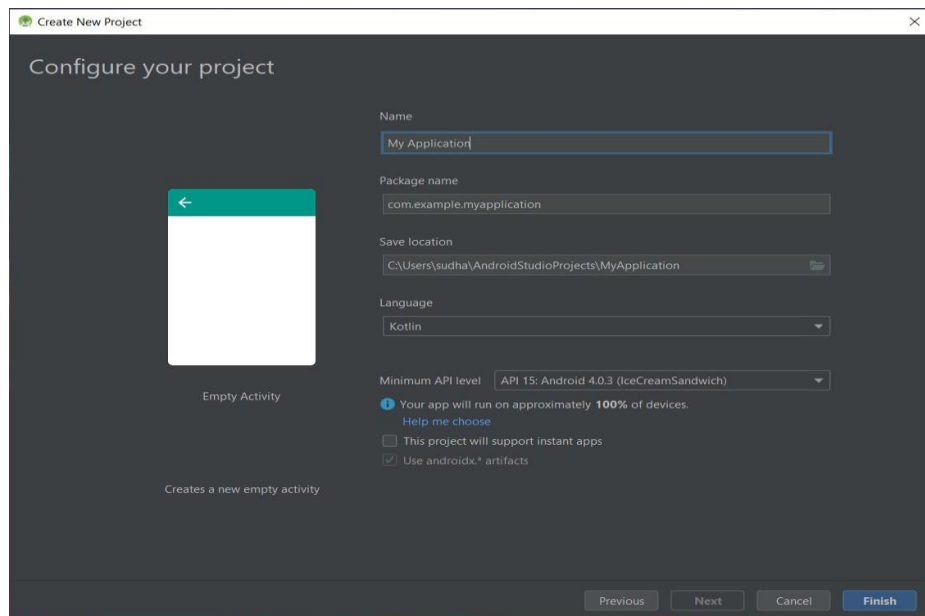 Create New Project
Configure your project
Name
My Application
Package name
com.example.myapplication
Save location
C:\Users\sudha\AndroidStudioProjects\MyApplication
Language
Kotlin
Minimum API level API 15: Android 4.0.3 (IceCreamSandwich)
Your app will run on approximately 100% of devices.
Help me choose
This project will support instant apps
Use androidx.* artifacts
Empty Activity
Creates a new empty activity
Previous Next Cancel Finish